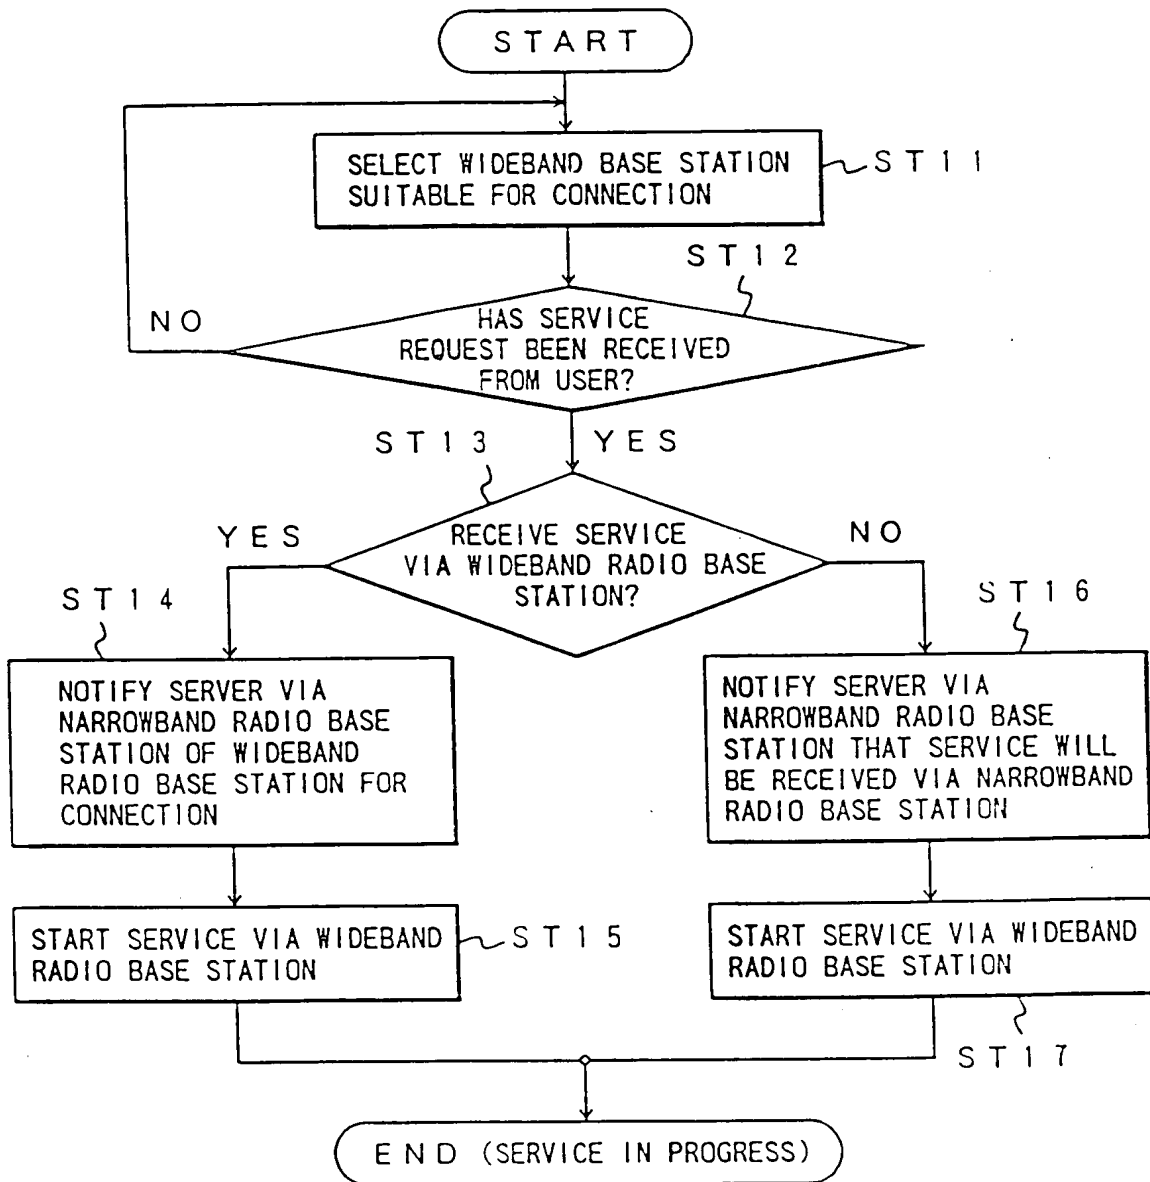 START
SELECT WIDEBAND BASE STATION
SUITABLE FOR CONNECTION
ST11
ST12
NO
HAS SERVICE
REQUEST BEEN RECEIVED
FROM USER?
ST13
YES
YES
RECEIVE SERVICE
VIA WIDEBAND RADIO BASE
STATION?
NO
ST14
ST16
NOTIFY SERVER VIA
NARROWBAND RADIO BASE
STATION OF WIDEBAND
RADIO BASE STATION FOR
CONNECTION
NOTIFY SERVER VIA
NARROWBAND RADIO BASE
STATION THAT SERVICE WILL
BE RECEIVED VIA NARROWBAND
RADIO BASE STATION
START SERVICE VIA WIDEBAND
RADIO BASE STATION
ST15
START SERVICE VIA WIDEBAND
RADIO BASE STATION
ST17
END (SERVICE IN PROGRESS)